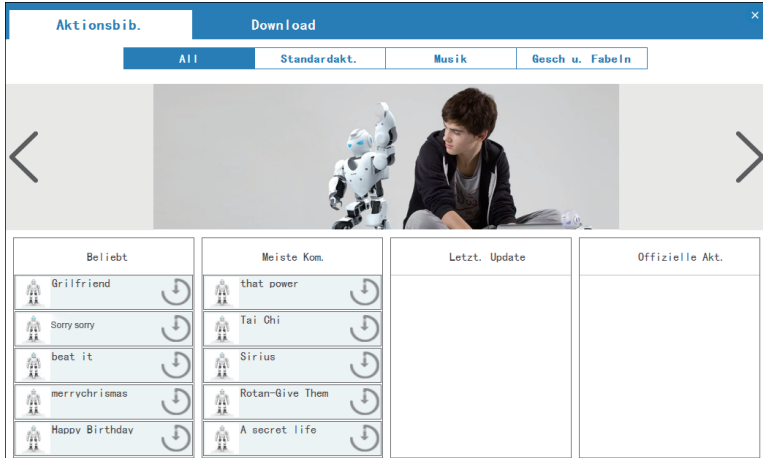 Aktionsbib. Download ×
All Standardakt. Musik Gesch u. Fabeln
Beliebt Meiste Kom. Letzt. Update Offizielle Akt.
Grilfriend that power
Sorry sorry Tai Chi
beat it Sirius
merrychrismas Rotan-Give Them
Happy Birthday A secret life